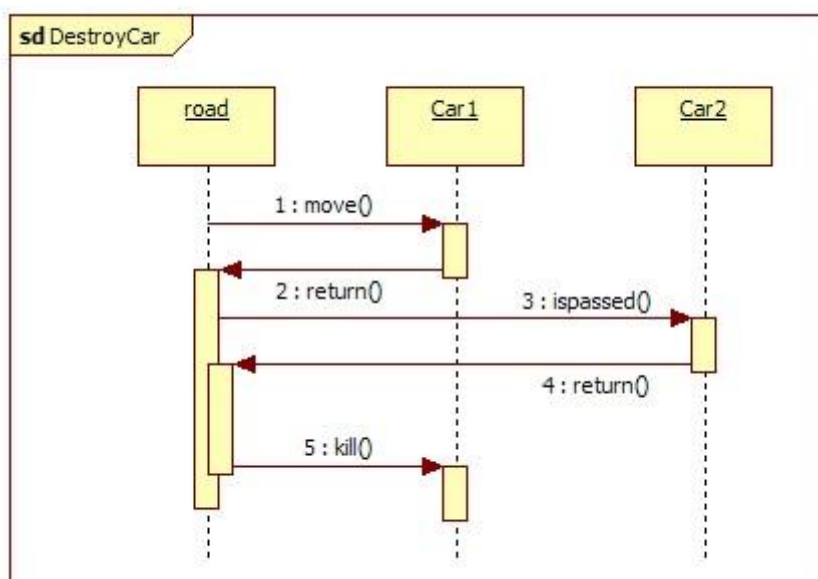 sd DestroyCar
road
Car1
Car2
1 : move()
2 : return()
3 : ispassed()
4 : return()
5 : kill()